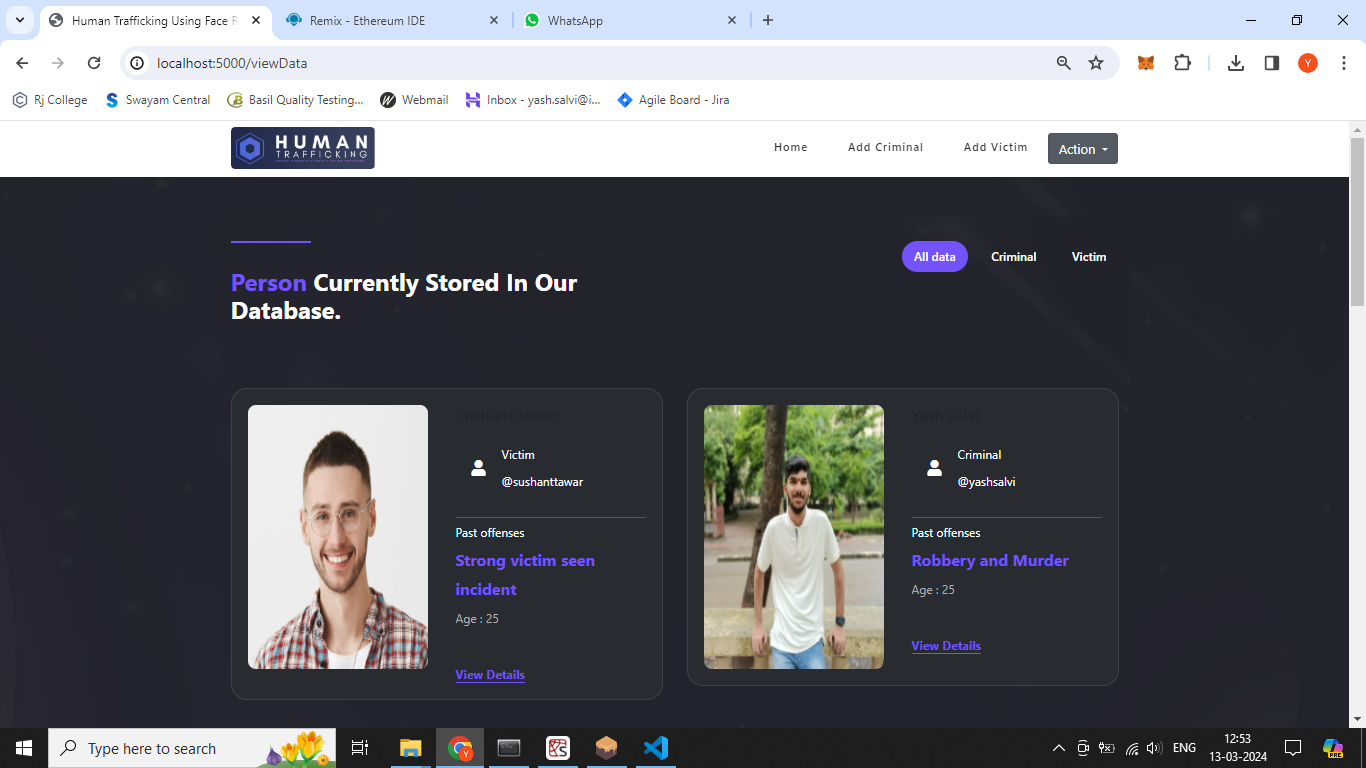 Human Trafficking Using Face R
Remix - Ethereum IDE
WhatsApp
localhost:5000/viewData
Y
Rj College
Swayam Central
Basil Quality Testing...
Webmail
Inbox - yash.salvi@i...
Agile Board - Jira
HUMAN
TRAFFICKING
Home
Add Criminal
Add Victim
Action
All data
Criminal
Victim
Person Currently Stored In Our
Database.
Sushant tawar
Victim
@sushanttawar
Past offenses
Strong victim seen
incident
Age : 25
View Details
Yash salvi
Criminal
@yashsalvi
Past offenses
Robbery and Murder
Age : 25
View Details
Type here to search
ENG
12:53
13-03-2024
PRE